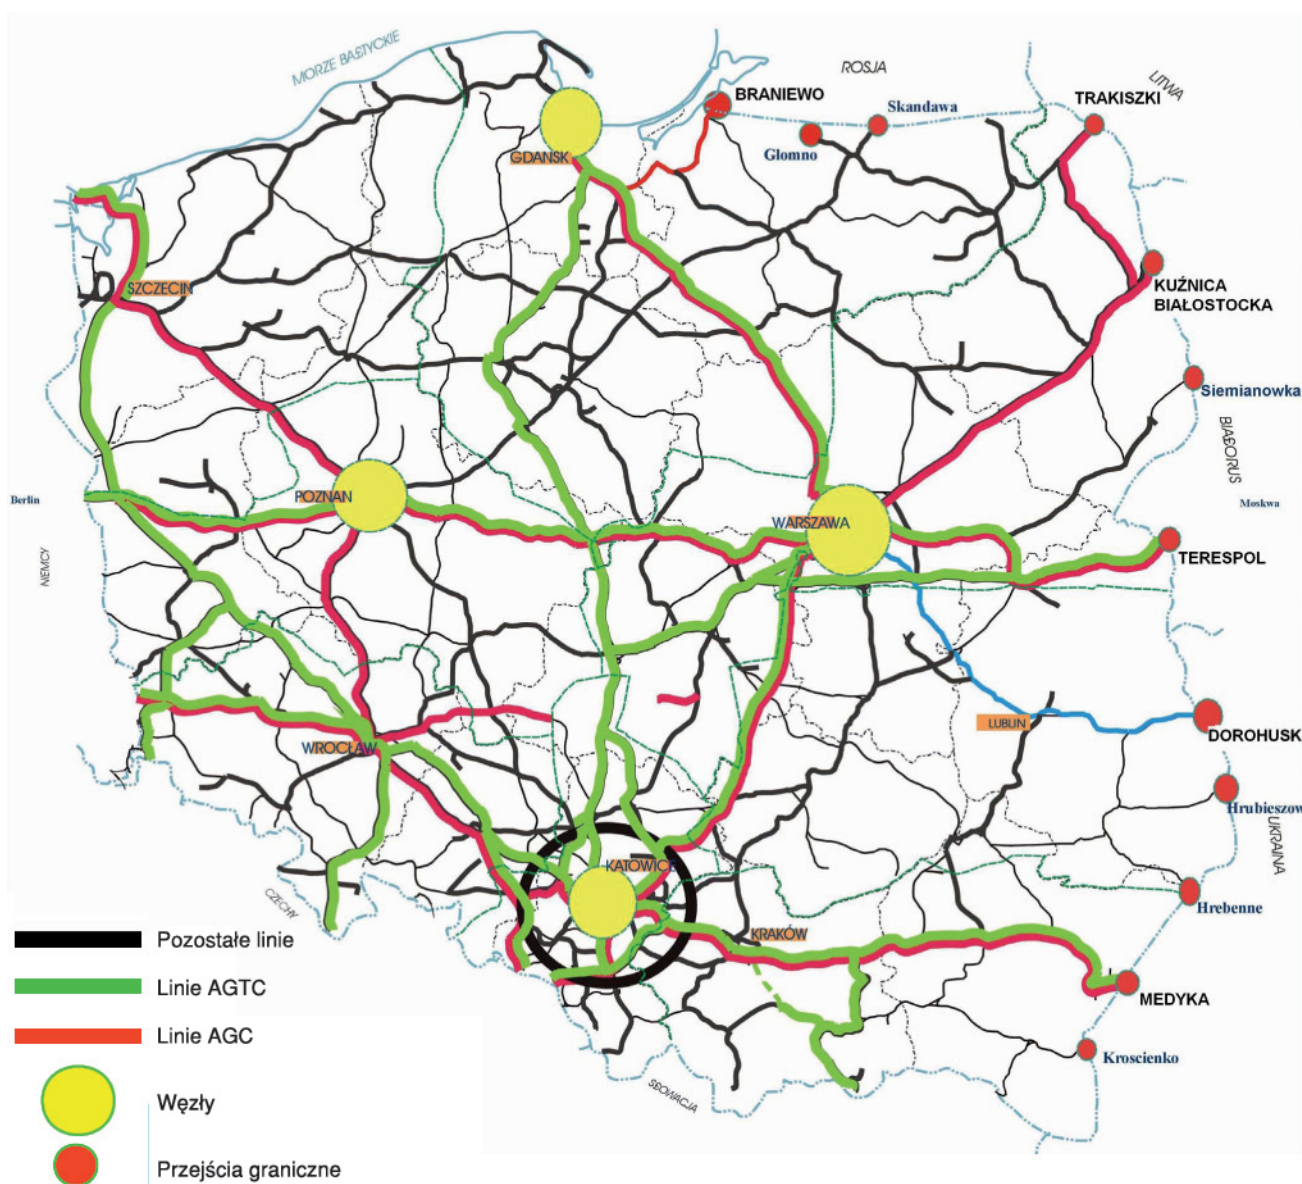 MORZE BAŁTYCKIE
ROSJA
LITWA
BRANIEWO
Skandawa
TRAKISZKI
Glomno
GDAŃSK
KUŹNICA
BIAŁOSTOCKA
SZCZECIN
Siemianowka
BIAŁORUŚ
Berlin
POZNAN
WARSZAWA
Moskwa
NIEMCY
TERESPOL
LUBLIN
DOROHUSK
WROCŁAW
Hrubieszow
UKRAINA
KATOWICE
CZECHY
Hrebenne
KRAKÓW
Pozostałe linie
Linie AGTC
MEDYKA
Linie AGC
Kroscienko
SŁOWACJA
Węzły
Przejścia graniczne